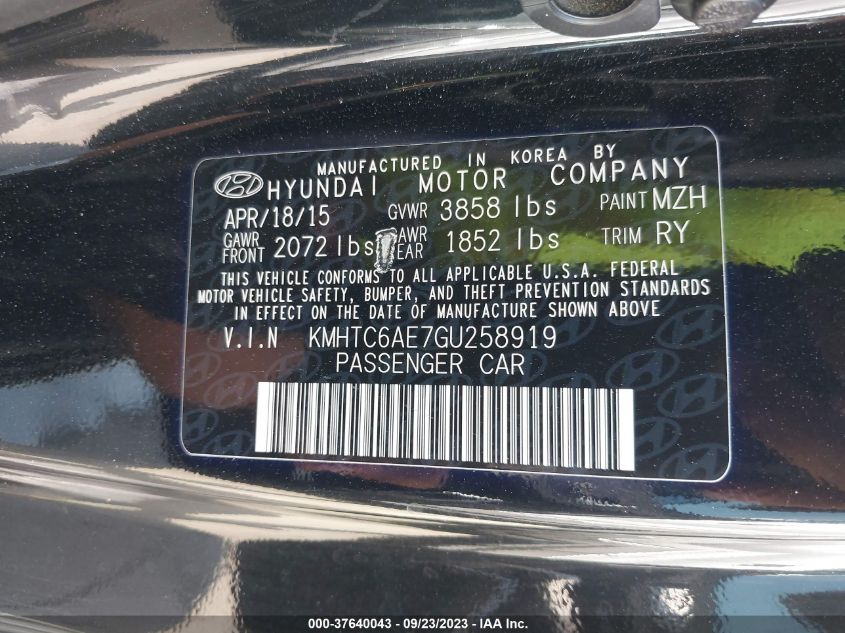 MANUFACTURED IN KOREA BY
HYUNDAI MOTOR COMPANY
APR/18/15 GVWR 3858 lbs PAINT MZH
GAWR FRONT 2072 lbs AWR EAR 1852 lbs TRIM RY
THIS VEHICLE CONFORMS TO ALL APPLICABLE U.S.A. FEDERAL
MOTOR VEHICLE SAFETY, BUMPER, AND THEFT PREVENTION STANDARDS
IN EFFECT ON THE DATE OF MANUFACTURE SHOWN ABOVE
V.I.N KMHTC6AE7GU258919
PASSENGER CAR
000-37640043 - 09/23/2023 - IAA Inc.